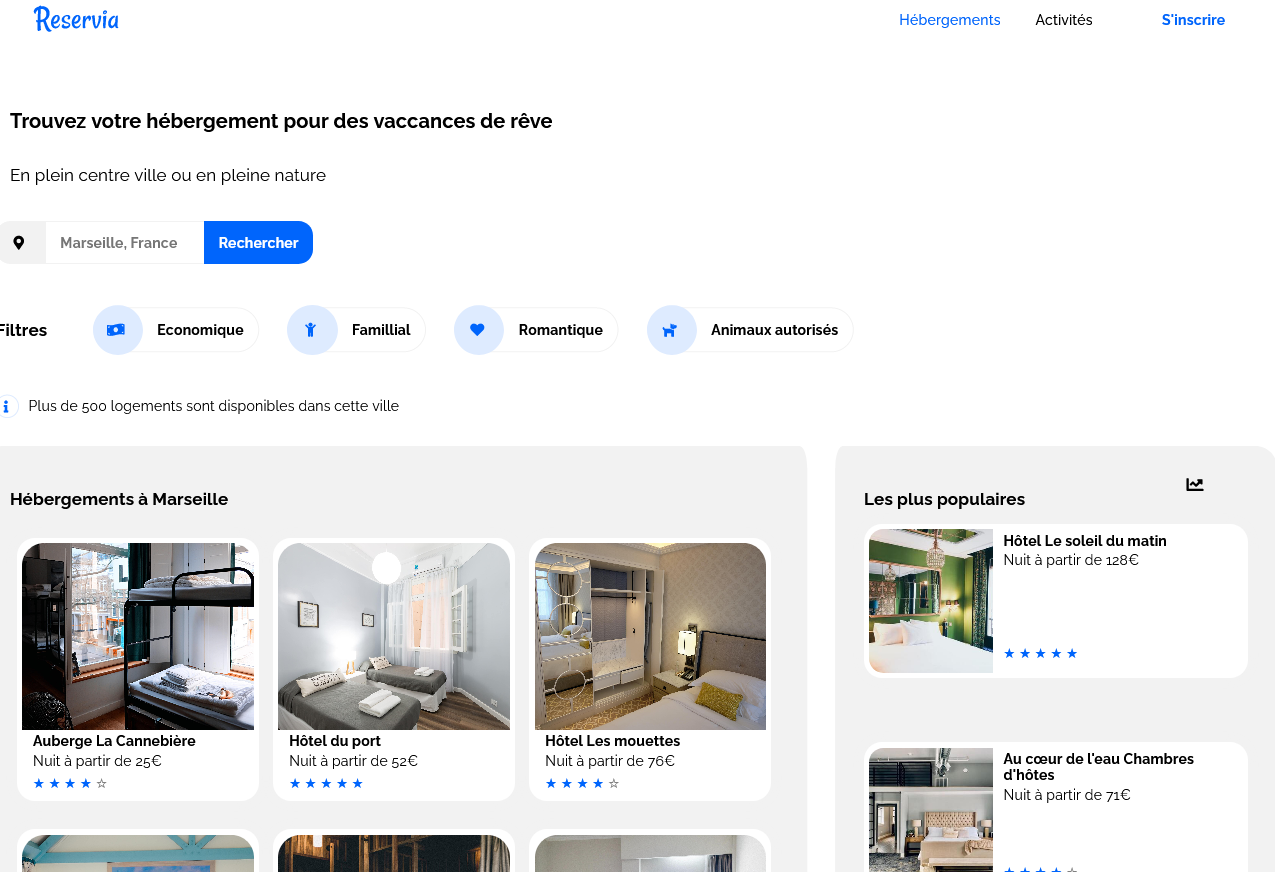 Reservia
Hébergements
Activités
S'inscrire
Trouvez votre hébergement pour des vaccances de rêve
En plein centre ville ou en pleine nature
Marseille, France
Rechercher
Filtres
Economique
Famillial
Romantique
Animaux autorisés
Plus de 500 logements sont disponibles dans cette ville
Hébergements à Marseille
Auberge La Cannebière
Nuit à partir de 25€
★ ★ ★ ★ ☆
Hôtel du port
Nuit à partir de 52€
★ ★ ★ ★ ★
Hôtel Les mouettes
Nuit à partir de 76€
★ ★ ★ ★ ☆
Les plus populaires
Hôtel Le soleil du matin
Nuit à partir de 128€
★ ★ ★ ★ ★
Au cœur de l'eau Chambres
d'hôtes
Nuit à partir de 71€
★ ★ ★ ★ ☆